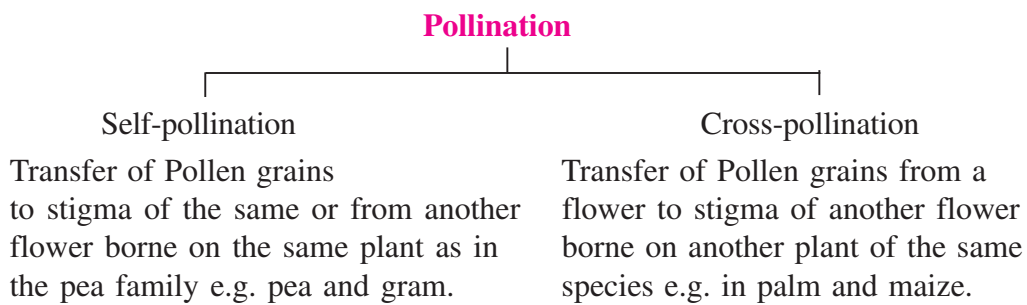 Pollination
Self-pollination
Transfer of Pollen grains
to stigma of the same or from another
flower borne on the same plant as in
the pea family e.g. pea and gram.
Cross-pollination
Transfer of Pollen grains from a
flower to stigma of another flower
borne on another plant of the same
species e.g. in palm and maize.